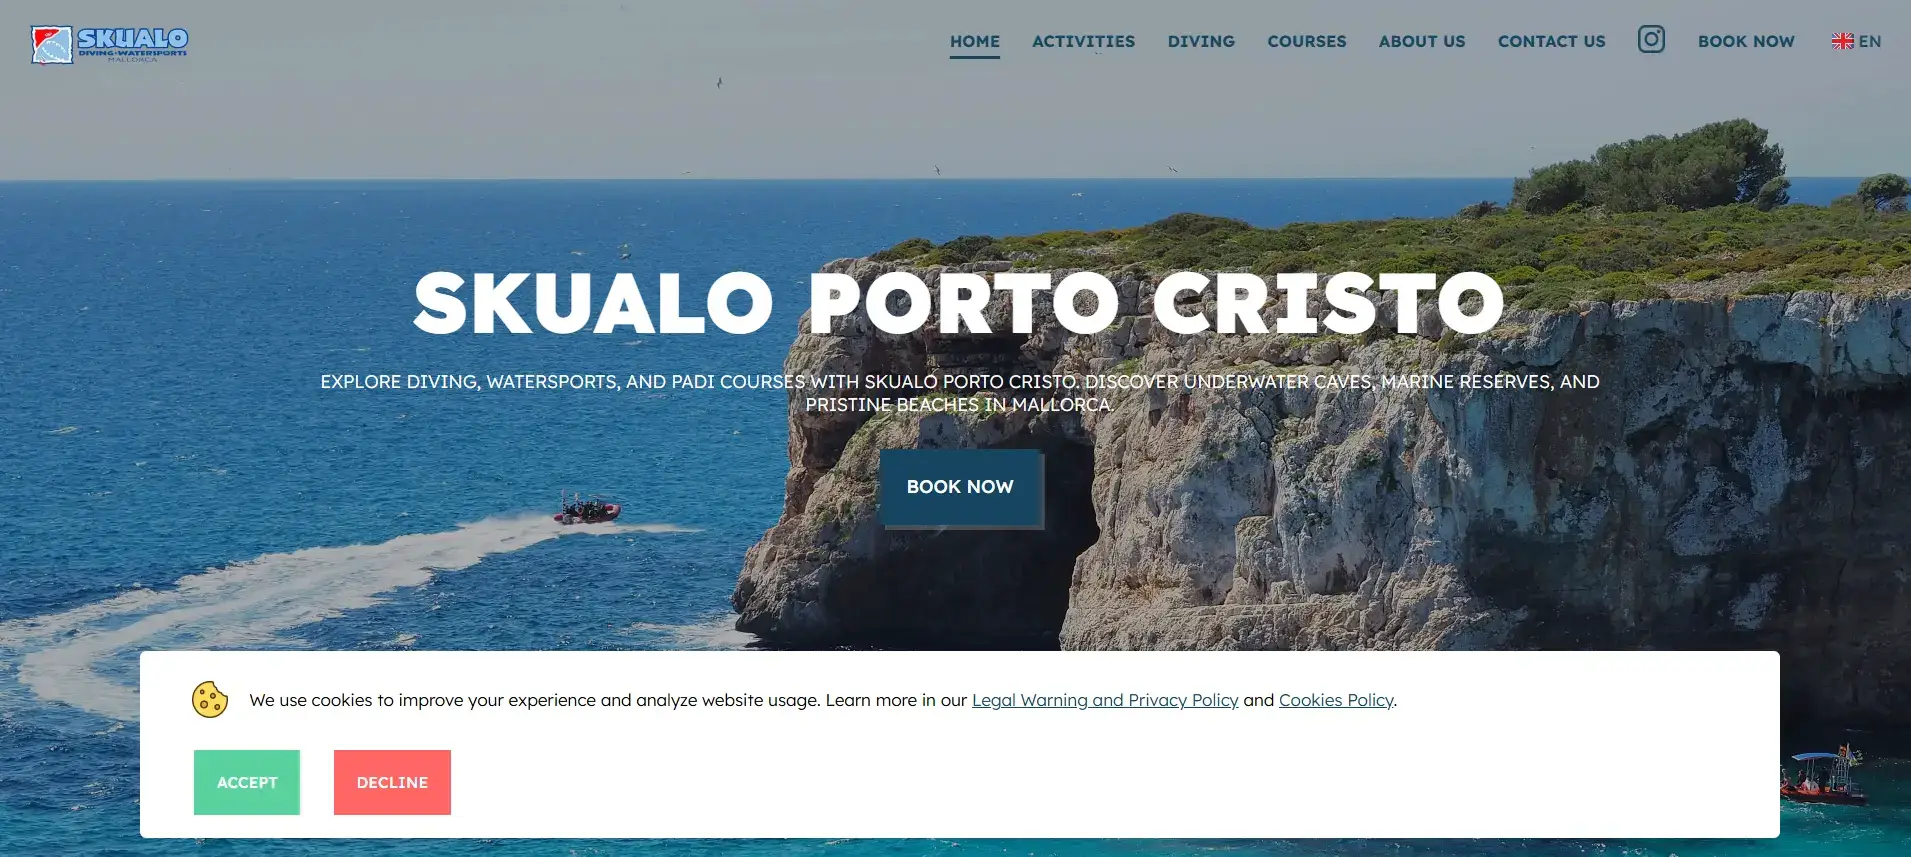 SKUALO
DIVING·WATERSPORTS
MALLORCA
HOME ACTIVITIES DIVING COURSES ABOUT US CONTACT US BOOK NOW EN
SKUALO PORTO CRISTO
EXPLORE DIVING, WATERSPORTS, AND PADI COURSES WITH SKUALO PORTO CRISTO. DISCOVER UNDERWATER CAVES, MARINE RESERVES, AND
PRISTINE BEACHES IN MALLORCA.
BOOK NOW
We use cookies to improve your experience and analyze website usage. Learn more in our Legal Warning and Privacy Policy and Cookies Policy.
ACCEPT DECLINE